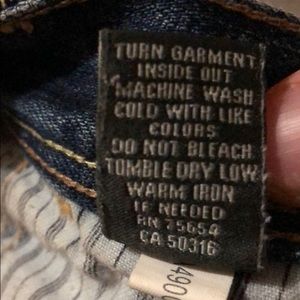 TURN GARMENT
INSIDE OUT
MACHINE WASH
COLD WITH LIKE
COLORS
DO NOT BLEACH
TUMBLE DRY LOW
WARM IRON
IF NEEDED
RN 75654
CA 50316